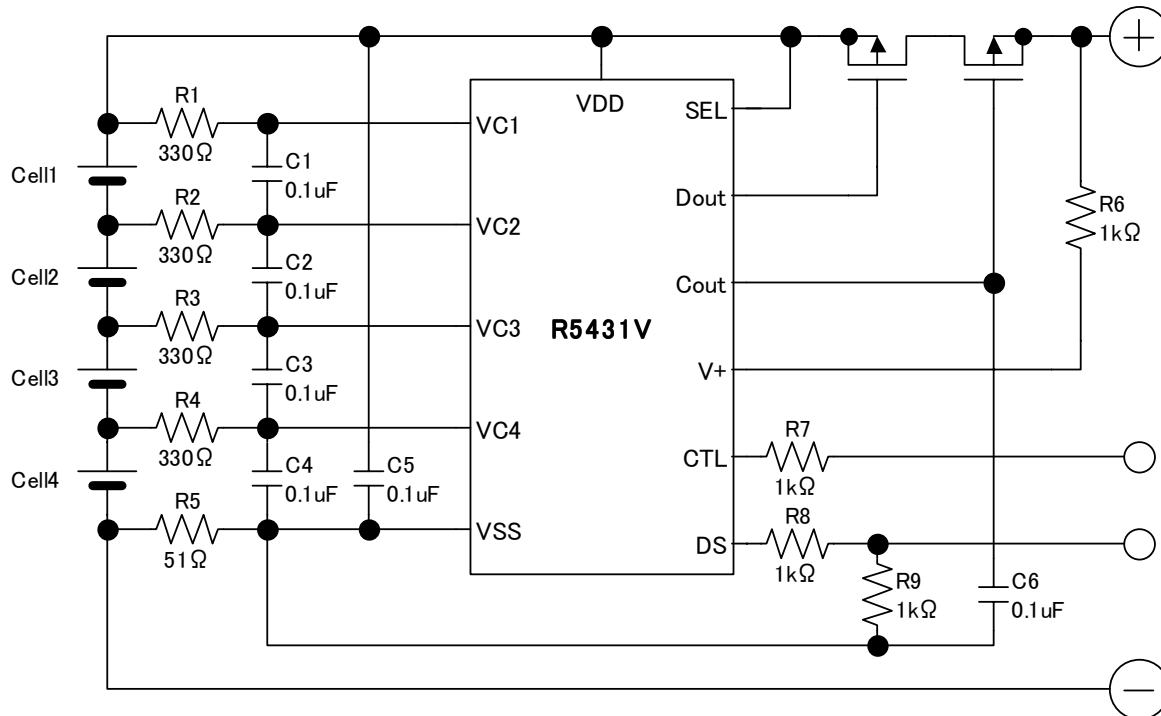 R1
330Ω
Cell1
C1
0.1uF
R2
330Ω
Cell2
C2
0.1uF
R3
330Ω
Cell3
C3
0.1uF
R4
330Ω
Cell4
C4
0.1uF
C5
0.1uF
R5
51Ω
VDD
VC1
VC2
VC3
VC4
VSS
R5431V
SEL
Dout
Cout
V+
CTL
DS
R6
1kΩ
R7
1kΩ
R8
1kΩ
R9
1kΩ
C6
0.1uF
+
−